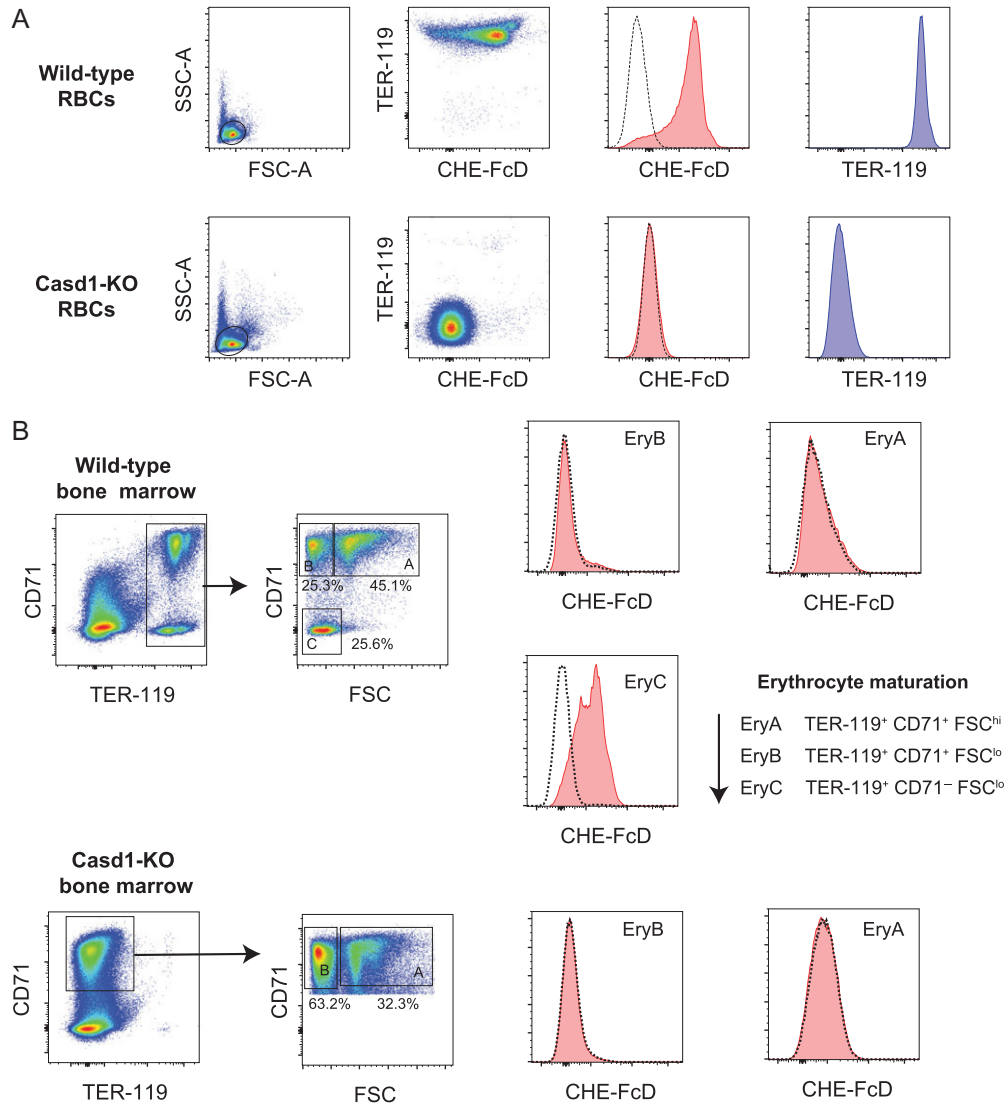 A
Wild-type
RBCs
SSC-A
FSC-A
TER-119
CHE-FcD
CHE-FcD
TER-119
Casd1-KO
RBCs
SSC-A
FSC-A
TER-119
CHE-FcD
CHE-FcD
TER-119
B
Wild-type
bone marrow
CD71
TER-119
CD71
B
A
25.3%
45.1%
C
25.6%
FSC
EryB
CHE-FcD
EryA
CHE-FcD
EryC
CHE-FcD
Erythrocyte maturation
EryA TER-119⁺ CD71⁺ FSCʰⁱ
EryB TER-119⁺ CD71⁺ FSCˡᵒ
EryC TER-119⁺ CD71⁻ FSCˡᵒ
Casd1-KO
bone marrow
CD71
TER-119
CD71
B
A
63.2%
32.3%
FSC
EryB
CHE-FcD
EryA
CHE-FcD